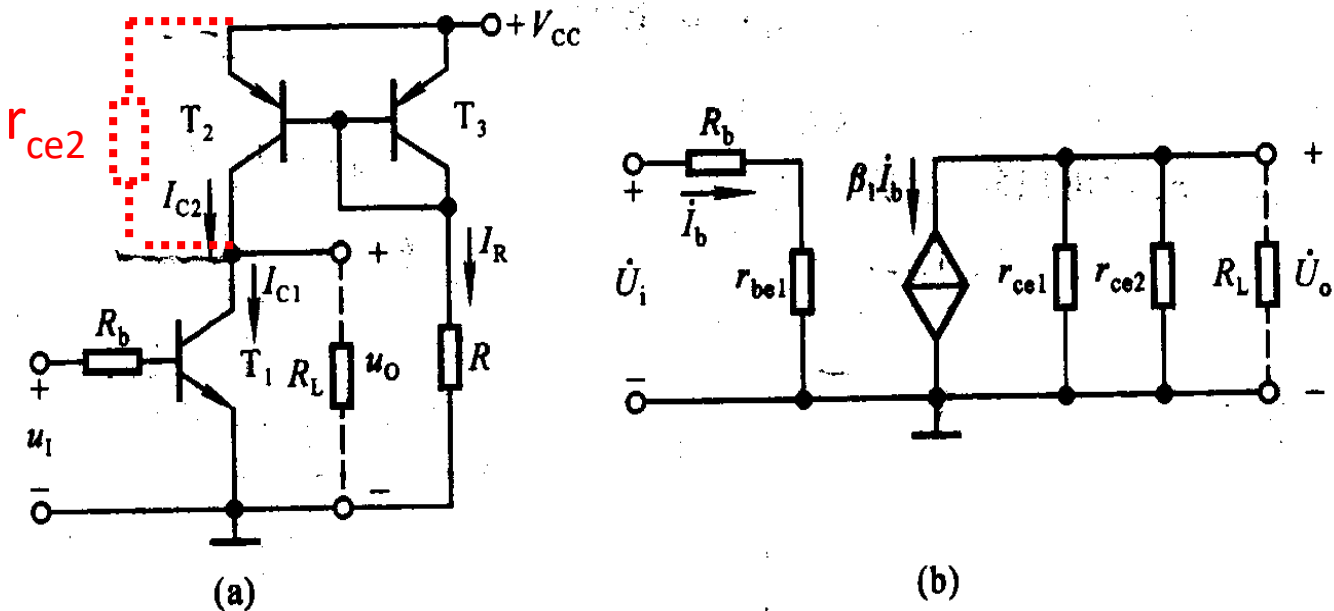 +V_CC
r_ce2
T_2
T_3
I_C2
+
I_R
I_C1
R_b
T_1
R_L
u_O
R
+
u_I
−
−
(a)
R_b
+
İ_b
U̇_i
r_be1
β_1İ_b
r_ce1
r_ce2
R_L
U̇_o
+
−
−
(b)